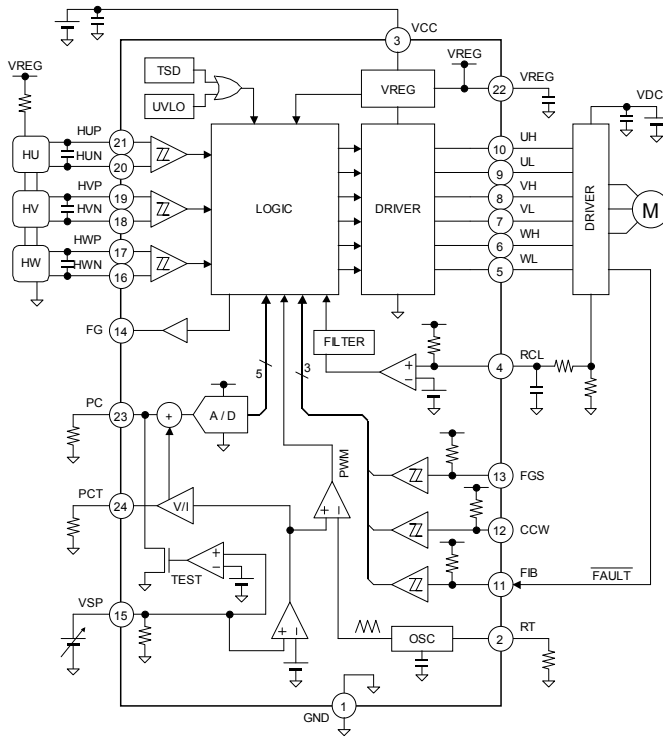 VCC
3
VREG
TSD
UVLO
VREG
VREG
22
VDC
HUP
21
HU
HUN
20
UH
10
UL
9
HVP
19
HV
HVN
18
LOGIC
DRIVER
VH
8
VL
7
DRIVER
M
HWP
17
HW
HWN
16
WH
6
WL
5
FG
14
FILTER
+
−
4
RCL
5
3
PC
23
+
A / D
PWM
13
FGS
PCT
24
V/I
+
−
12
CCW
TEST
+
−
11
FIB
FAULT
VSP
15
+
−
OSC
2
RT
GND
1